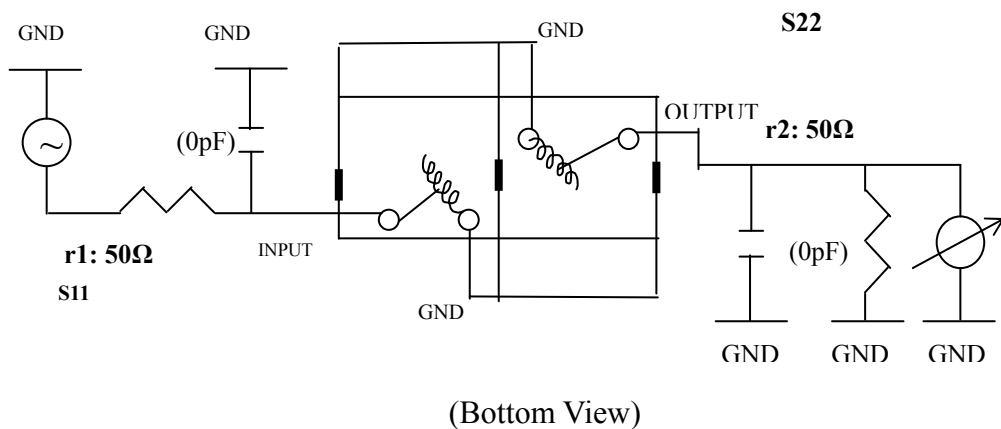 S22
GND
GND
GND
OUTPUT
r2: 50Ω
(0pF)
~
INPUT
r1: 50Ω
S11
(0pF)
GND
GND
GND
GND
(Bottom View)